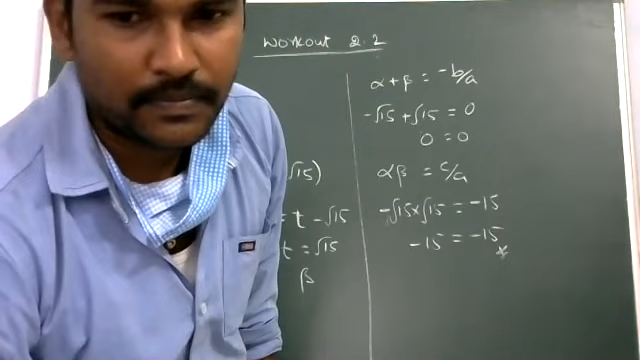 WORKOUT 2.2
√15)
= t - √15
t = √15
β
α + β = -b/a
-√15 + √15 = 0
0 = 0
αβ = c/a
-√15 × √15 = -15
-15 = -15